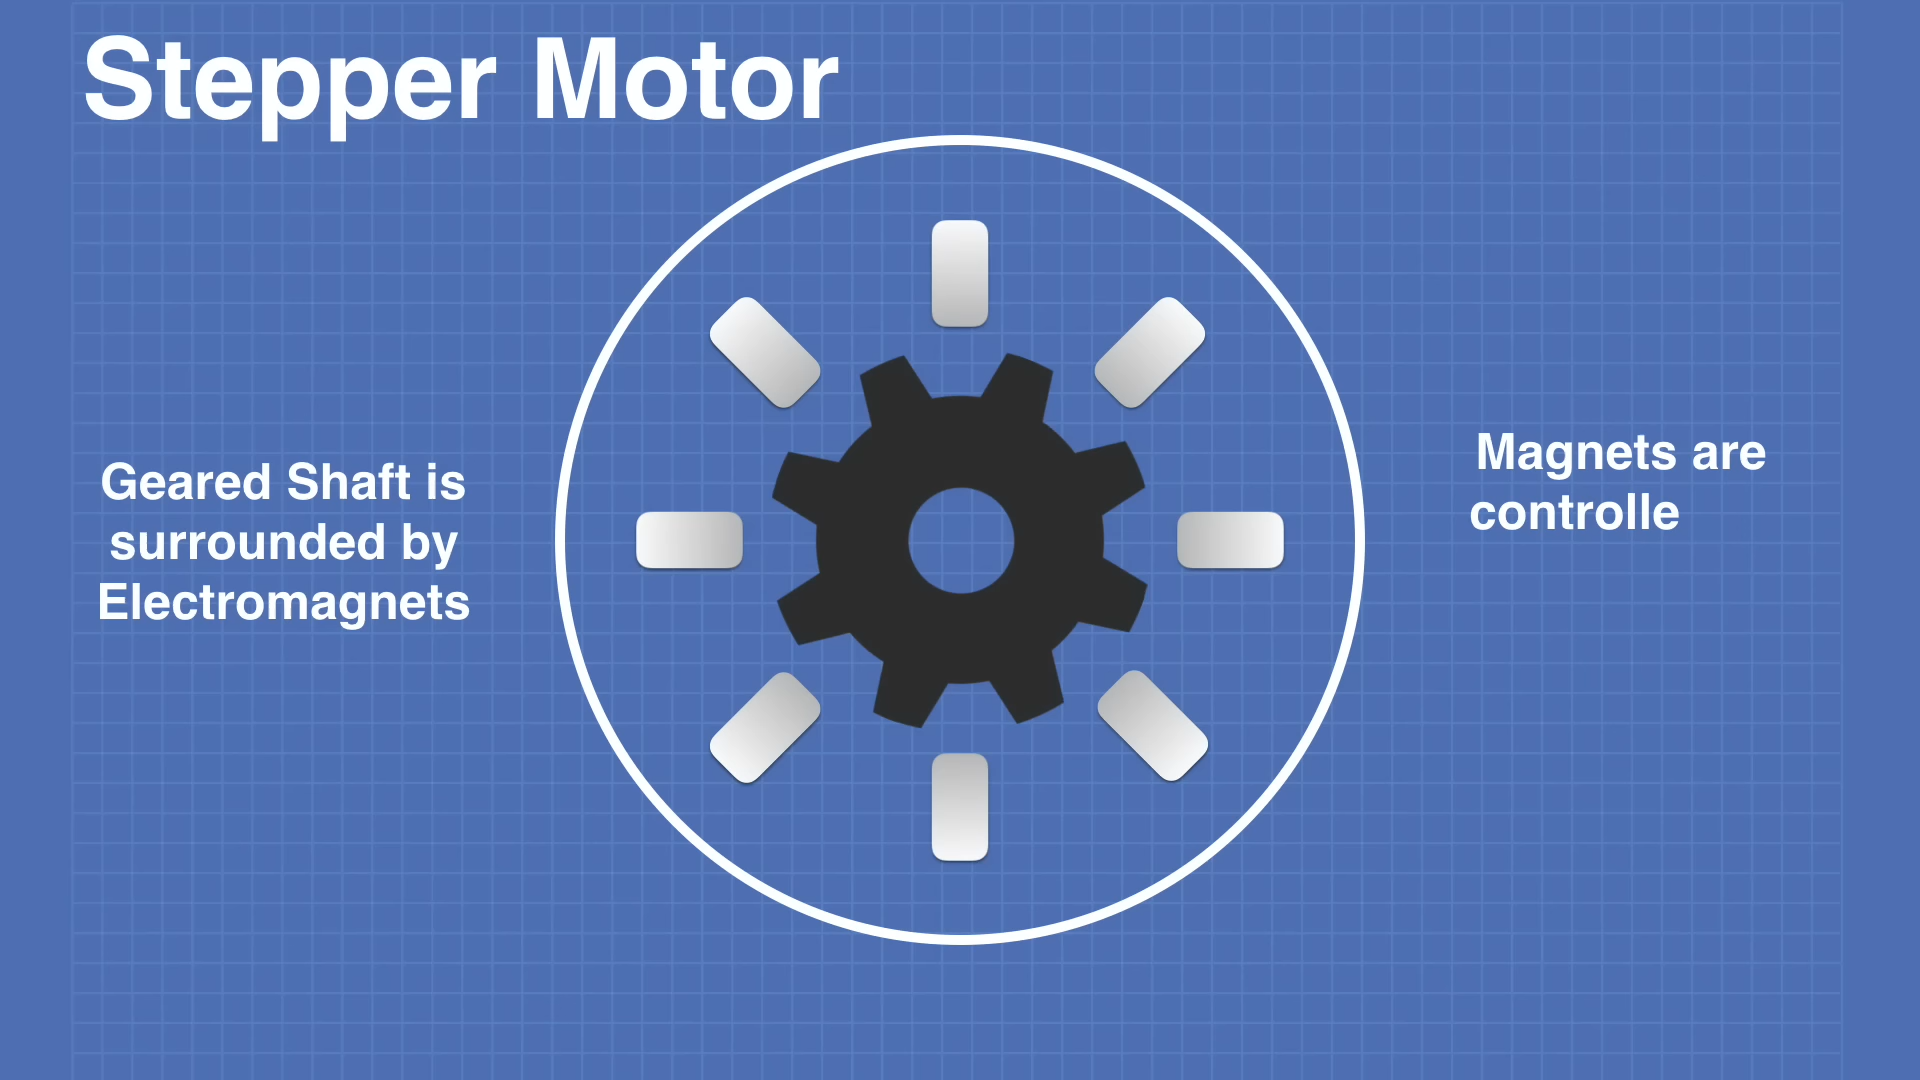 Stepper Motor
Geared Shaft is
surrounded by
Electromagnets
Magnets are
controlle